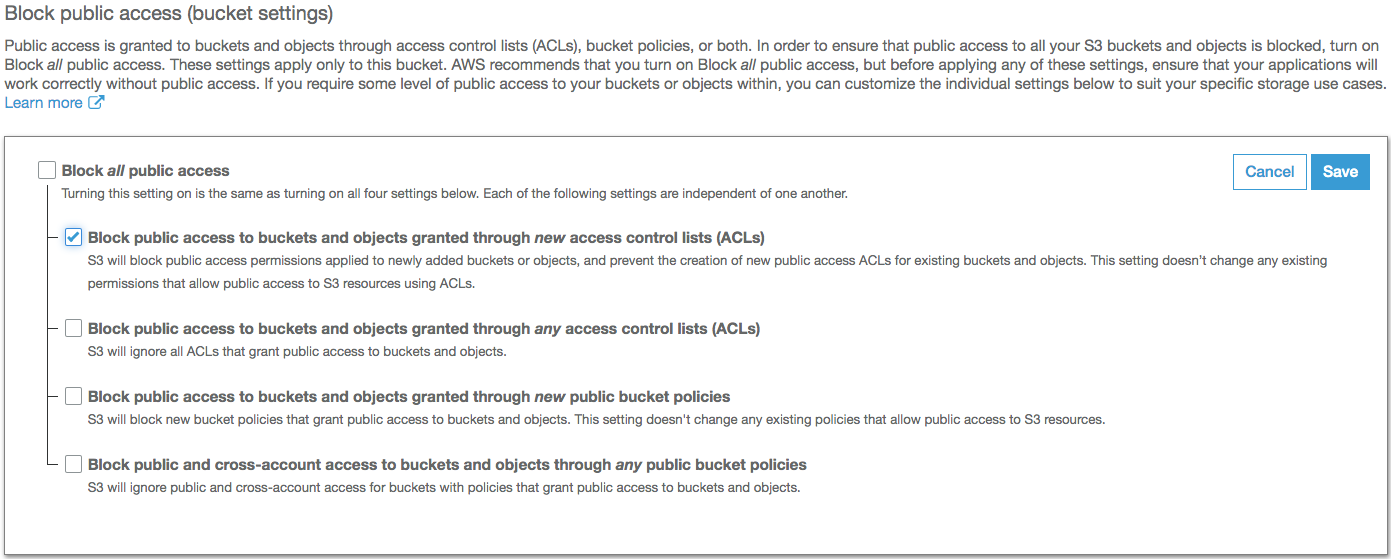 Block public access (bucket settings)
Public access is granted to buckets and objects through access control lists (ACLs), bucket policies, or both. In order to ensure that public access to all your S3 buckets and objects is blocked, turn on
Block all public access. These settings apply only to this bucket. AWS recommends that you turn on Block all public access, but before applying any of these settings, ensure that your applications will
work correctly without public access. If you require some level of public access to your buckets or objects within, you can customize the individual settings below to suit your specific storage use cases.
Learn more
Block all public access
Cancel
Save
Turning this setting on is the same as turning on all four settings below. Each of the following settings are independent of one another.
Block public access to buckets and objects granted through new access control lists (ACLs)
S3 will block public access permissions applied to newly added buckets or objects, and prevent the creation of new public access ACLs for existing buckets and objects. This setting doesn't change any existing
permissions that allow public access to S3 resources using ACLs.
Block public access to buckets and objects granted through any access control lists (ACLs)
S3 will ignore all ACLs that grant public access to buckets and objects.
Block public access to buckets and objects granted through new public bucket policies
S3 will block new bucket policies that grant public access to buckets and objects. This setting doesn't change any existing policies that allow public access to S3 resources.
Block public and cross-account access to buckets and objects through any public bucket policies
S3 will ignore public and cross-account access for buckets with policies that grant public access to buckets and objects.